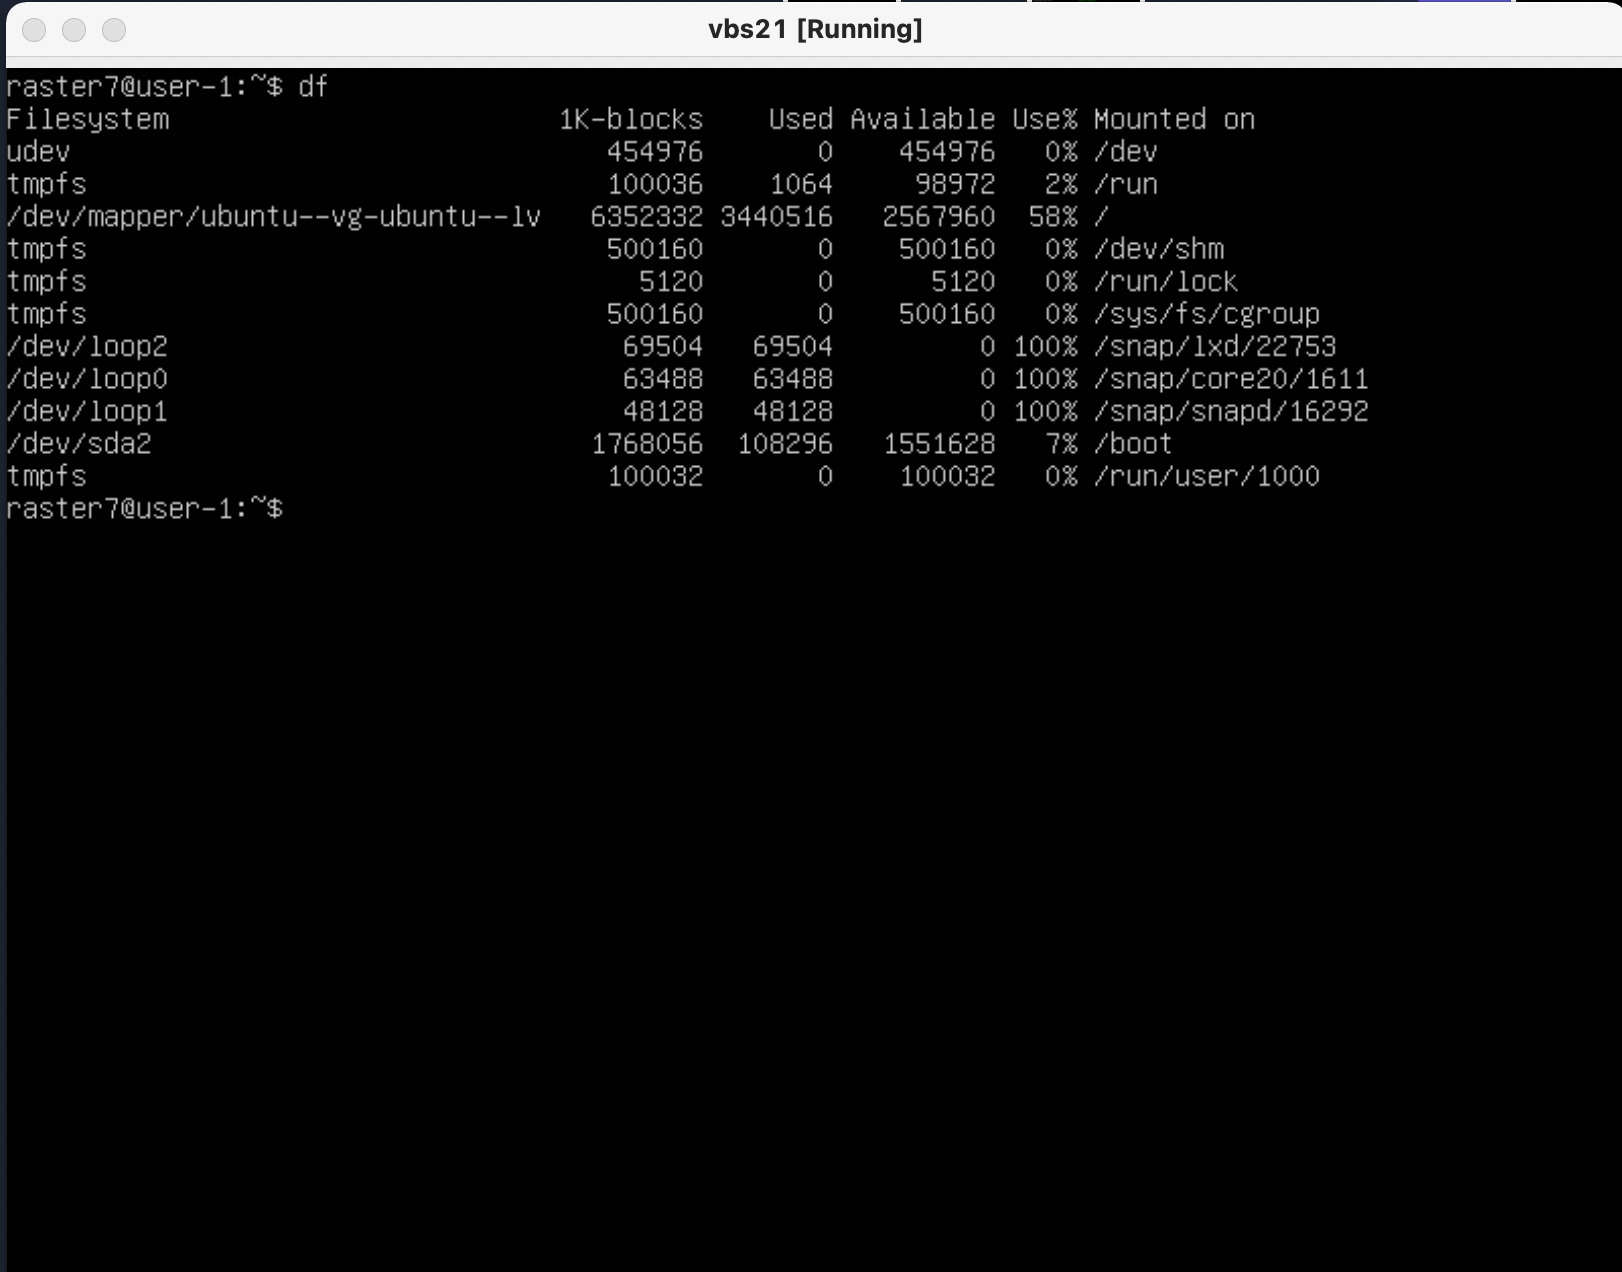 vbs21 [Running]
raster7@user-1:~$ df
Filesystem                        1K-blocks    Used Available Use% Mounted on
udev                                 454976       0    454976   0% /dev
tmpfs                                100036    1064     98972   2% /run
/dev/mapper/ubuntu--vg-ubuntu--lv   6352332 3440516   2567960  58% /
tmpfs                                500160       0    500160   0% /dev/shm
tmpfs                                  5120       0      5120   0% /run/lock
tmpfs                                500160       0    500160   0% /sys/fs/cgroup
/dev/loop2                            69504   69504         0 100% /snap/lxd/22753
/dev/loop0                            63488   63488         0 100% /snap/core20/1611
/dev/loop1                            48128   48128         0 100% /snap/snapd/16292
/dev/sda2                           1768056  108296   1551628   7% /boot
tmpfs                                100032       0    100032   0% /run/user/1000
raster7@user-1:~$